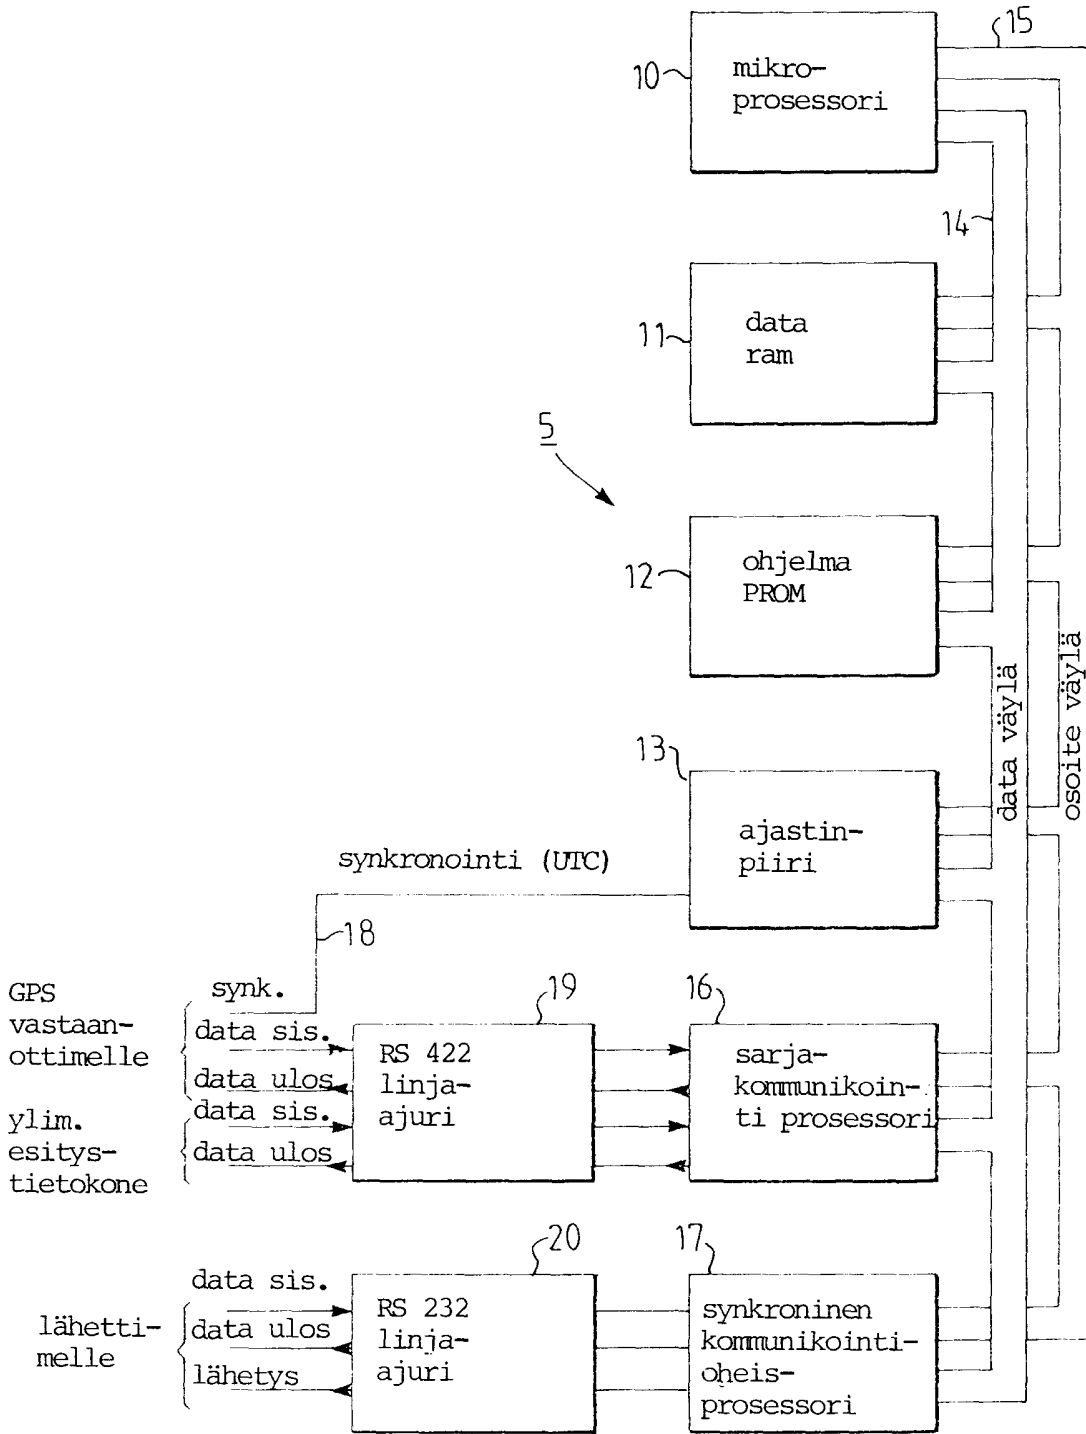 15
10
mikro-
prosessori
14
11
data
ram
5
12
ohjelma
PROM
data väylä
osoite väylä
13
ajastin-
piiri
synkronointi (UTC)
18
GPS
vastaan-
ottimelle
synk.
data sis.
data ulos
ylim.
esitys-
tietokone
data sis.
data ulos
19
RS 422
linja-
ajuri
16
sarja-
kommunikoin-
ti prosessori
lähetti-
melle
data sis.
data ulos
lähetys
20
RS 232
linja-
ajuri
17
synkroninen
kommunikointi-
oheis-
prosessori